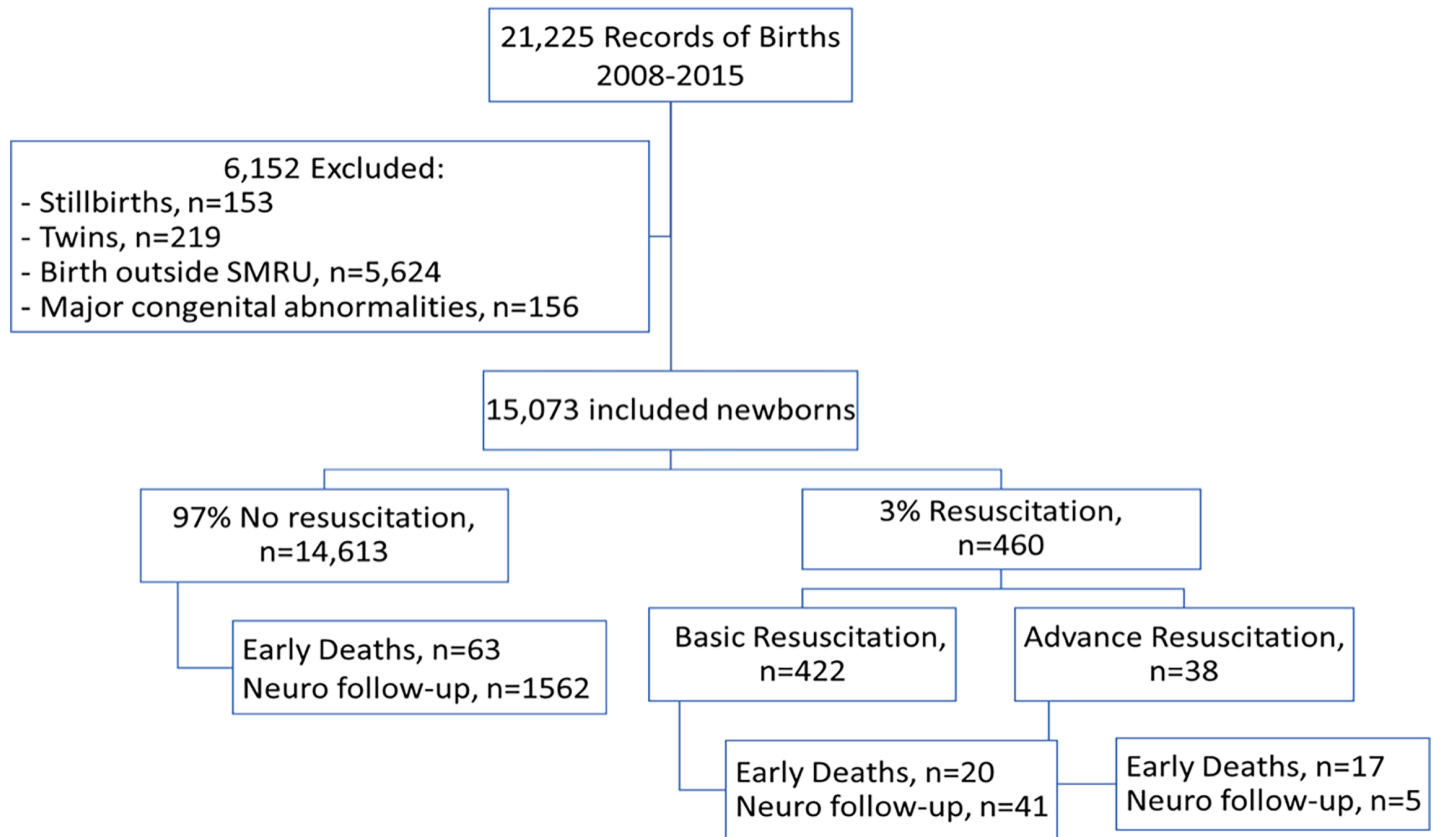 21,225 Records of Births
2008-2015
6,152 Excluded:
- Stillbirths, n=153
- Twins, n=219
- Birth outside SMRU, n=5,624
- Major congenital abnormalities, n=156
15,073 included newborns
97% No resuscitation,
n=14,613
3% Resuscitation,
n=460
Early Deaths, n=63
Neuro follow-up, n=1562
Basic Resuscitation,
n=422
Advance Resuscitation,
n=38
Early Deaths, n=20
Neuro follow-up, n=41
Early Deaths, n=17
Neuro follow-up, n=5